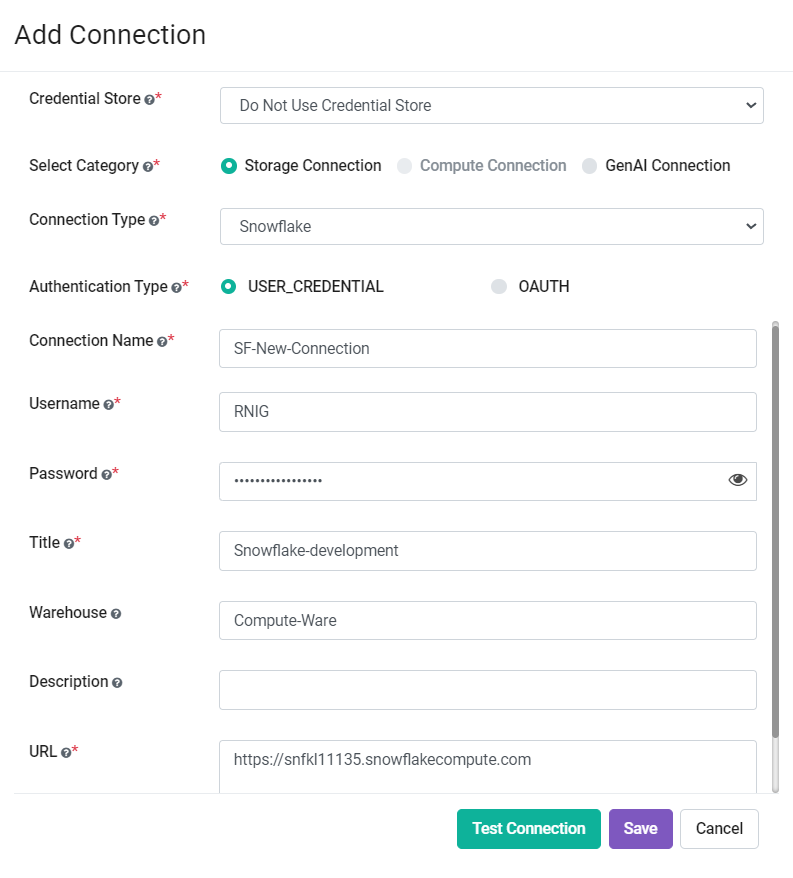 Add Connection
Credential Store ?* Do Not Use Credential Store
Select Category ?* Storage Connection Compute Connection GenAI Connection
Connection Type ?* Snowflake
Authentication Type ?* USER_CREDENTIAL OAUTH
Connection Name ?* SF-New-Connection
Username ?* RNIG
Password ?* •••••••••••••••••
Title ?* Snowflake-development
Warehouse ? Compute-Ware
Description ?
URL ?* https://snfkl11135.snowflakecompute.com
Test Connection Save Cancel